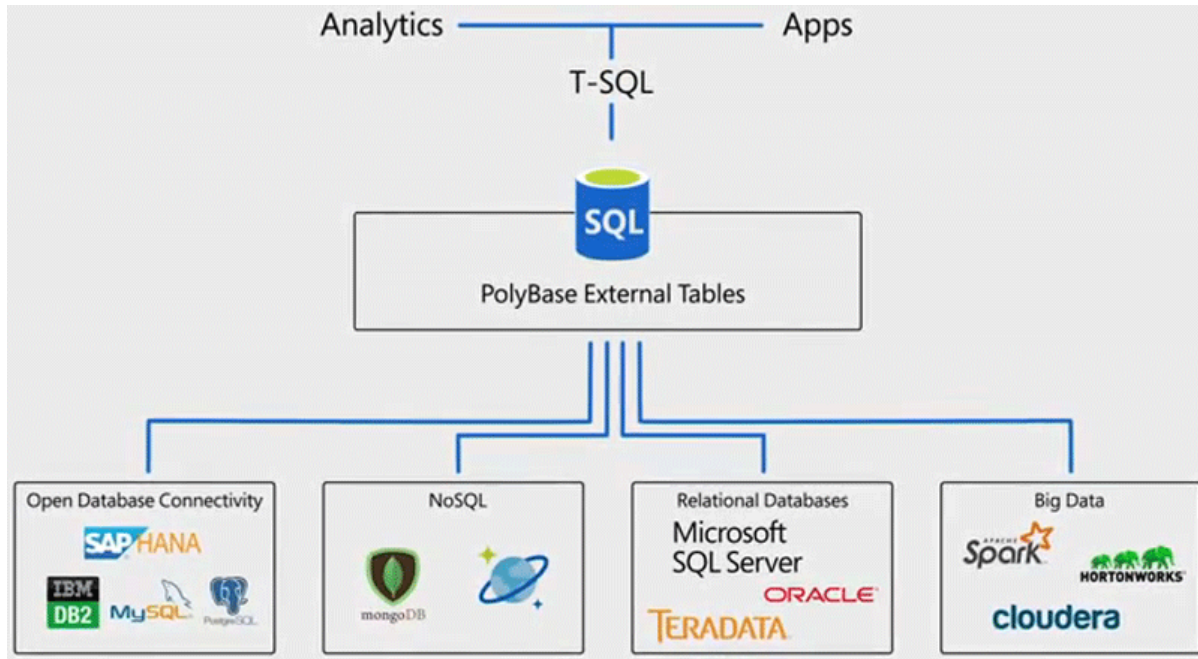 Analytics
Apps
T-SQL
SQL
PolyBase External Tables
Open Database Connectivity
SAP HANA
IBM
DB2
MySQL
PostgreSQL
NoSQL
mongoDB
Relational Databases
Microsoft
SQL Server
ORACLE
TERADATA
Big Data
APACHE
Spark
HORTONWORKS
cloudera